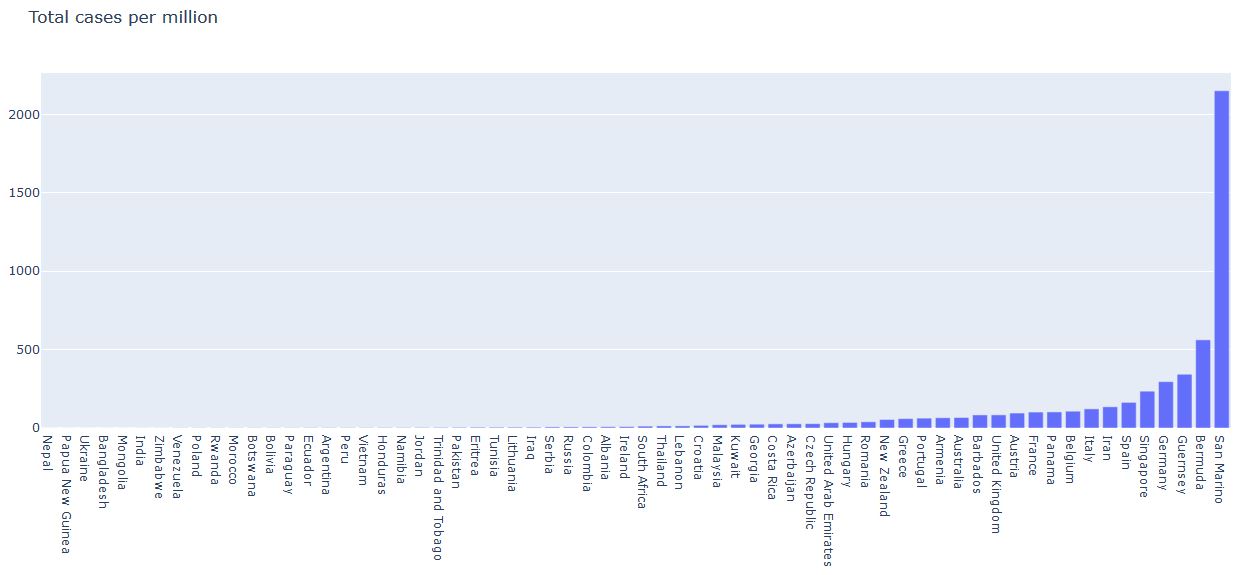 Total cases per million
2000
1500
1000
500
0
Nepal
Papua New Guinea
Ukraine
Bangladesh
Mongolia
India
Zimbabwe
Venezuela
Poland
Rwanda
Morocco
Botswana
Bolivia
Paraguay
Ecuador
Argentina
Peru
Vietnam
Honduras
Namibia
Jordan
Trinidad and Tobago
Pakistan
Eritrea
Tunisia
Lithuania
Iraq
Serbia
Russia
Colombia
Albania
Ireland
South Africa
Thailand
Lebanon
Croatia
Malaysia
Kuwait
Georgia
Costa Rica
Azerbaijan
Czech Republic
United Arab Emirates
Hungary
Romania
New Zealand
Greece
Portugal
Armenia
Australia
Barbados
United Kingdom
Austria
France
Panama
Belgium
Italy
Iran
Spain
Singapore
Germany
Guernsey
Bermuda
San Marino